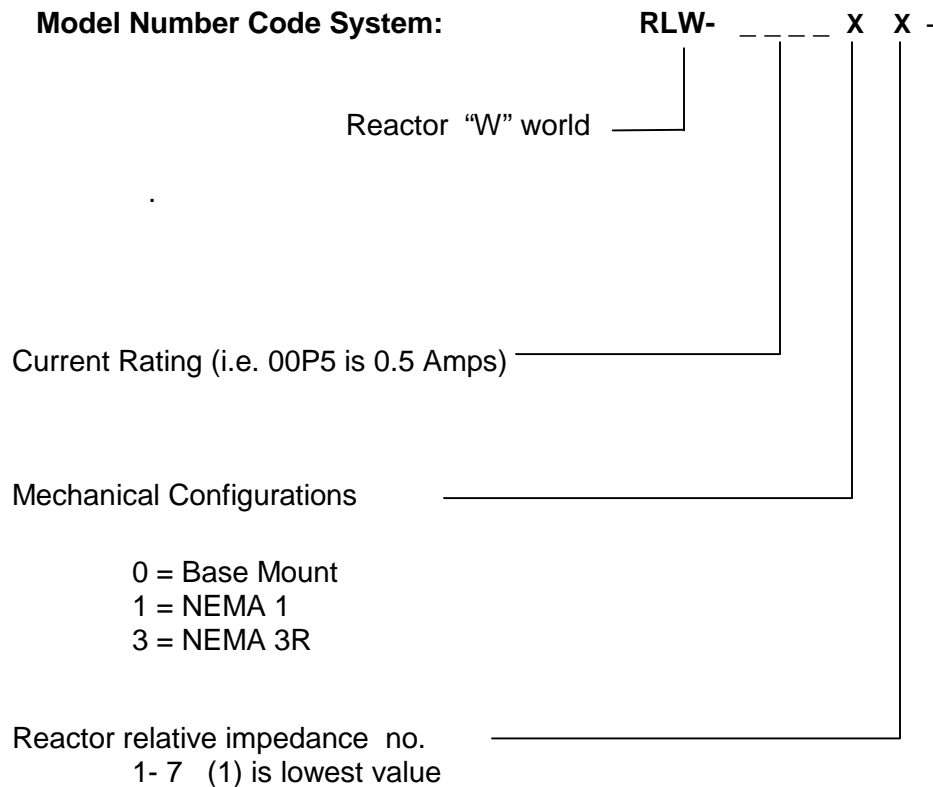 Model Number Code System: RLW- _ _ _ _ X X -
Reactor “W” world
.
Current Rating (i.e. 00P5 is 0.5 Amps)
Mechanical Configurations
0 = Base Mount
1 = NEMA 1
3 = NEMA 3R
Reactor relative impedance no.
1- 7 (1) is lowest value